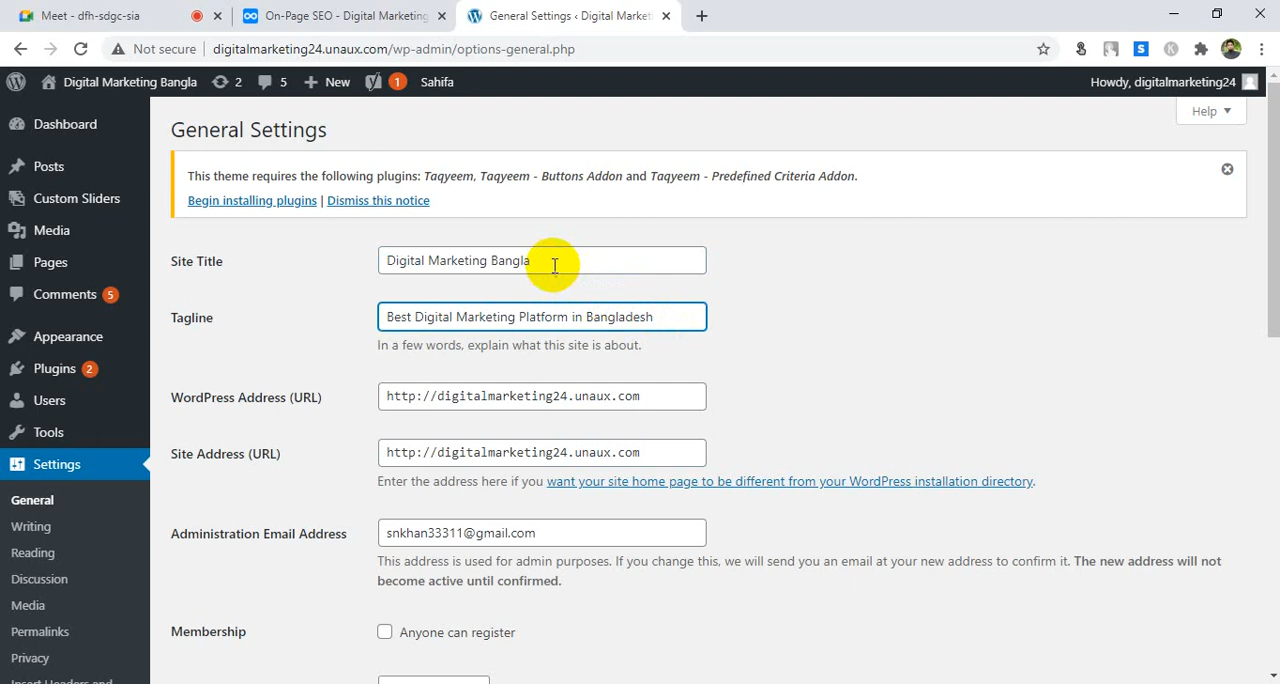 Meet - dfh-sdgc-sia
On-Page SEO - Digital Marketing
General Settings ‹ Digital Market
Not secure
digitalmarketing24.unaux.com/wp-admin/options-general.php
Digital Marketing Bangla
2
5
New
1
Sahifa
Howdy, digitalmarketing24
Help
Dashboard
Posts
Custom Sliders
Media
Pages
Comments 5
Appearance
Plugins 2
Users
Tools
Settings
General
Writing
Reading
Discussion
Media
Permalinks
Privacy
Insert Headers and
General Settings
This theme requires the following plugins: Taqyeem, Taqyeem - Buttons Addon and Taqyeem - Predefined Criteria Addon.
Begin installing plugins | Dismiss this notice
Site Title
Digital Marketing Bangla
Tagline
Best Digital Marketing Platform in Bangladesh
In a few words, explain what this site is about.
WordPress Address (URL)
http://digitalmarketing24.unaux.com
Site Address (URL)
http://digitalmarketing24.unaux.com
Enter the address here if you want your site home page to be different from your WordPress installation directory.
Administration Email Address
snkhan33311@gmail.com
This address is used for admin purposes. If you change this, we will send you an email at your new address to confirm it. The new address will not
become active until confirmed.
Membership
Anyone can register